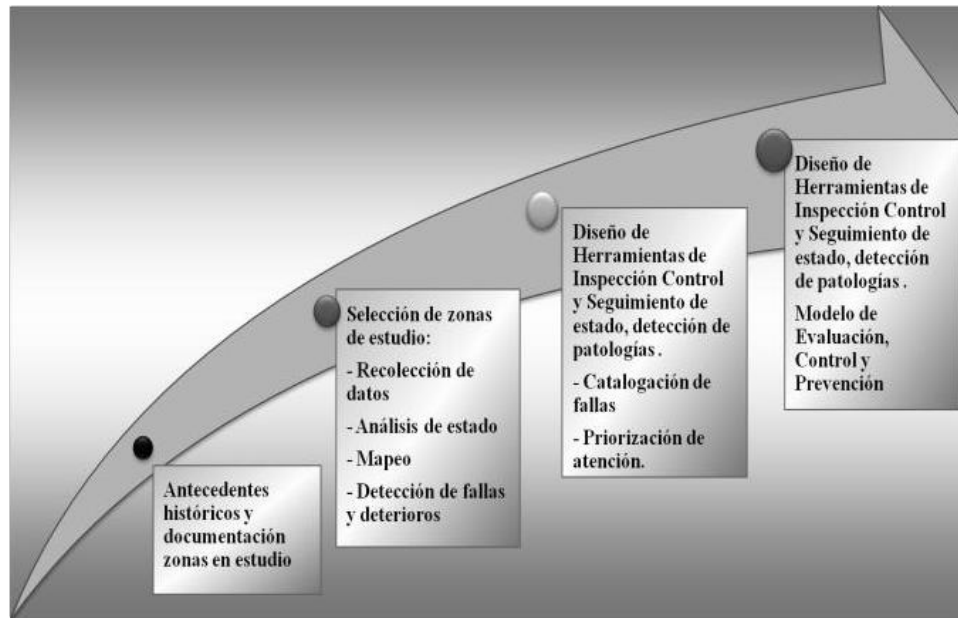 Antecedentes
históricos y
documentación
zonas en estudio
Selección de zonas
de estudio:
- Recolección de
datos
- Análisis de estado
- Mapeo
- Detección de fallas
y deterioros
Diseño de
Herramientas de
Inspección Control
y Seguimiento de
estado, detección de
patologías .
- Catalogación de
fallas
- Priorización de
atención.
Diseño de
Herramientas de
Inspección Control
y Seguimiento de
estado, detección
de patologías .
Modelo de
Evaluación,
Control y
Prevención